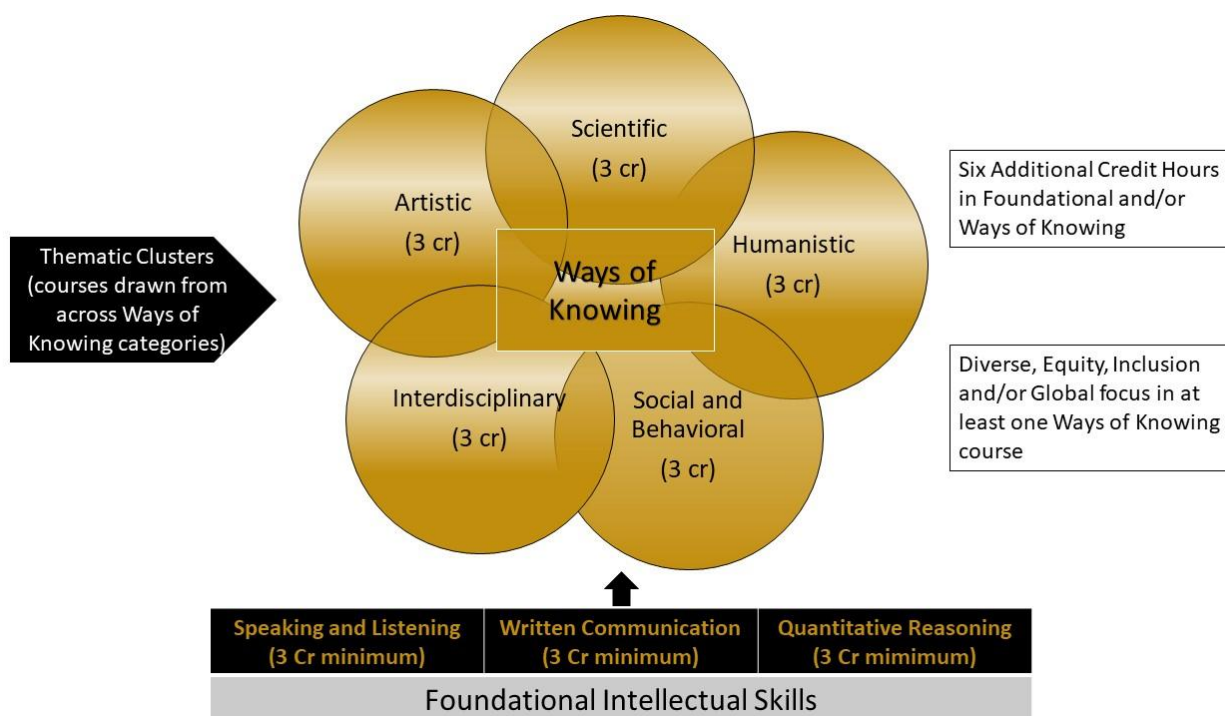 Scientific
(3 cr)
Artistic
(3 cr)
Humanistic
(3 cr)
Ways of
Knowing
Interdisciplinary
(3 cr)
Social and
Behavioral
(3 cr)
Thematic Clusters
(courses drawn from
across Ways of
Knowing categories)
Six Additional Credit Hours
in Foundational and/or
Ways of Knowing
Diverse, Equity, Inclusion
and/or Global focus in at
least one Ways of Knowing
course
Speaking and Listening
(3 Cr minimum)
Written Communication
(3 Cr minimum)
Quantitative Reasoning
(3 Cr mimimum)
Foundational Intellectual Skills